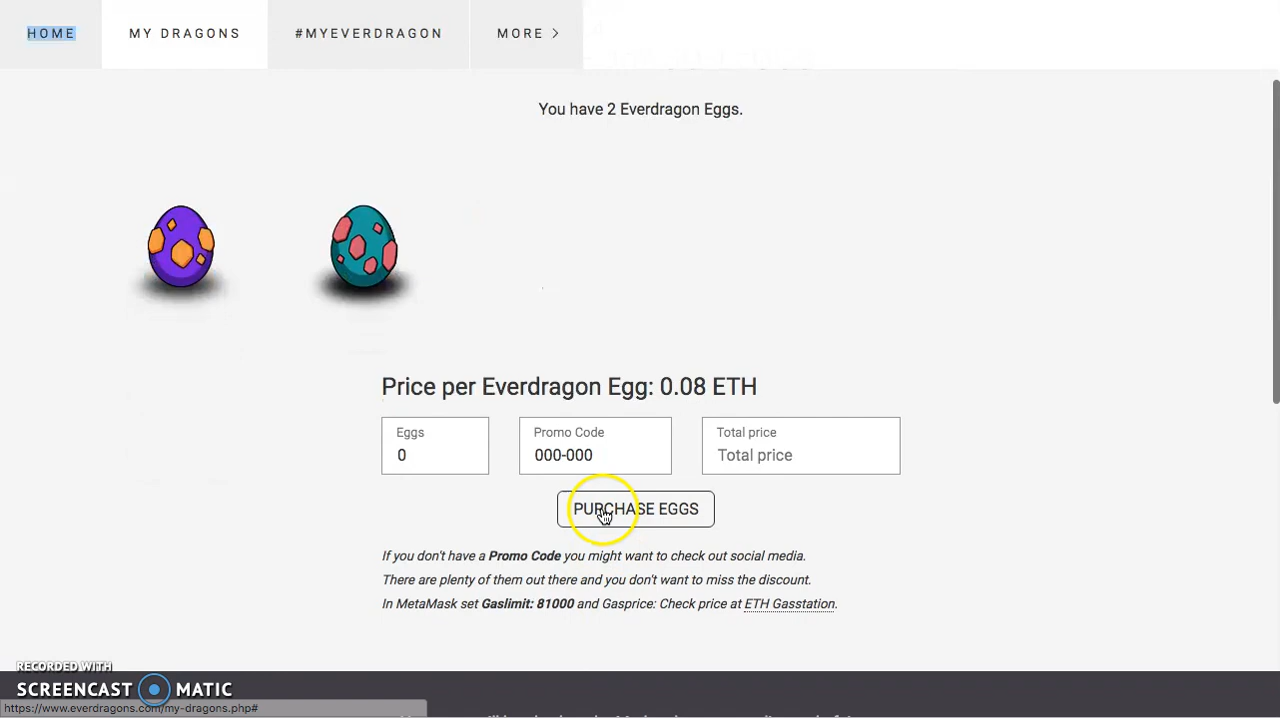 HOME
MY DRAGONS
#MYEVERDRAGON
MORE >
You have 2 Everdragon Eggs.
Price per Everdragon Egg: 0.08 ETH
Eggs
0
Promo Code
000-000
Total price
Total price
PURCHASE EGGS
If you don't have a Promo Code you might want to check out social media.
There are plenty of them out there and you don't want to miss the discount.
In MetaMask set Gaslimit: 81000 and Gasprice: Check price at ETH Gasstation.
RECORDED WITH
SCREENCAST MATIC
https://www.everdragons.com/my-dragons.php#